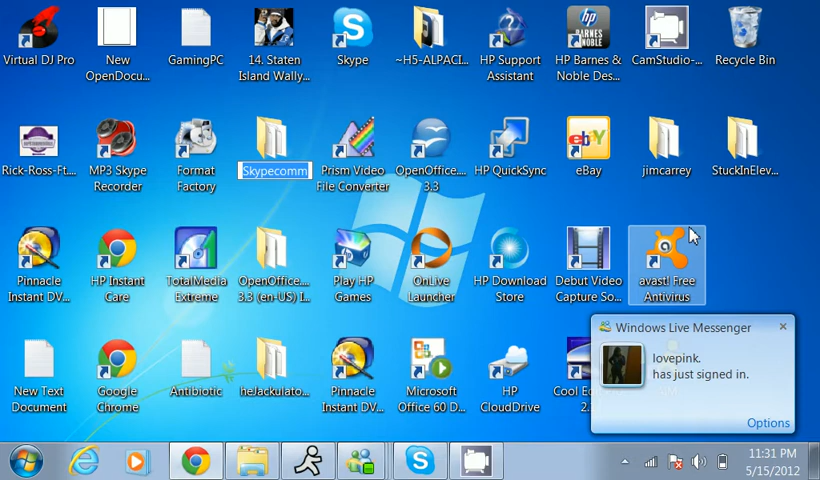 Virtual DJ Pro
New
OpenDocu...
GamingPC
14. Staten
Island Wally...
Skype
~H5-ALPACI...
HP Support
Assistant
HP Barnes &
Noble Des...
CamStudio-...
Recycle Bin
Rick-Ross-Ft....
MP3 Skype
Recorder
Format
Factory
Skypecomm
Prism Video
File Converter
OpenOffice....
3.3
HP QuickSync
eBay
jimcarrey
StuckInElev...
Pinnacle
Instant DV...
HP Instant
Care
TotalMedia
Extreme
OpenOffice....
3.3 (en-US) I...
Play HP
Games
OnLive
Launcher
HP Download
Store
Debut Video
Capture So...
avast! Free
Antivirus
New Text
Document
Google
Chrome
Antibiotic
heJackulato...
Pinnacle
Instant DV...
Microsoft
Office 60 D...
HP
CloudDrive
Windows Live Messenger
lovepink.
has just signed in.
Options
11:31 PM
5/15/2012